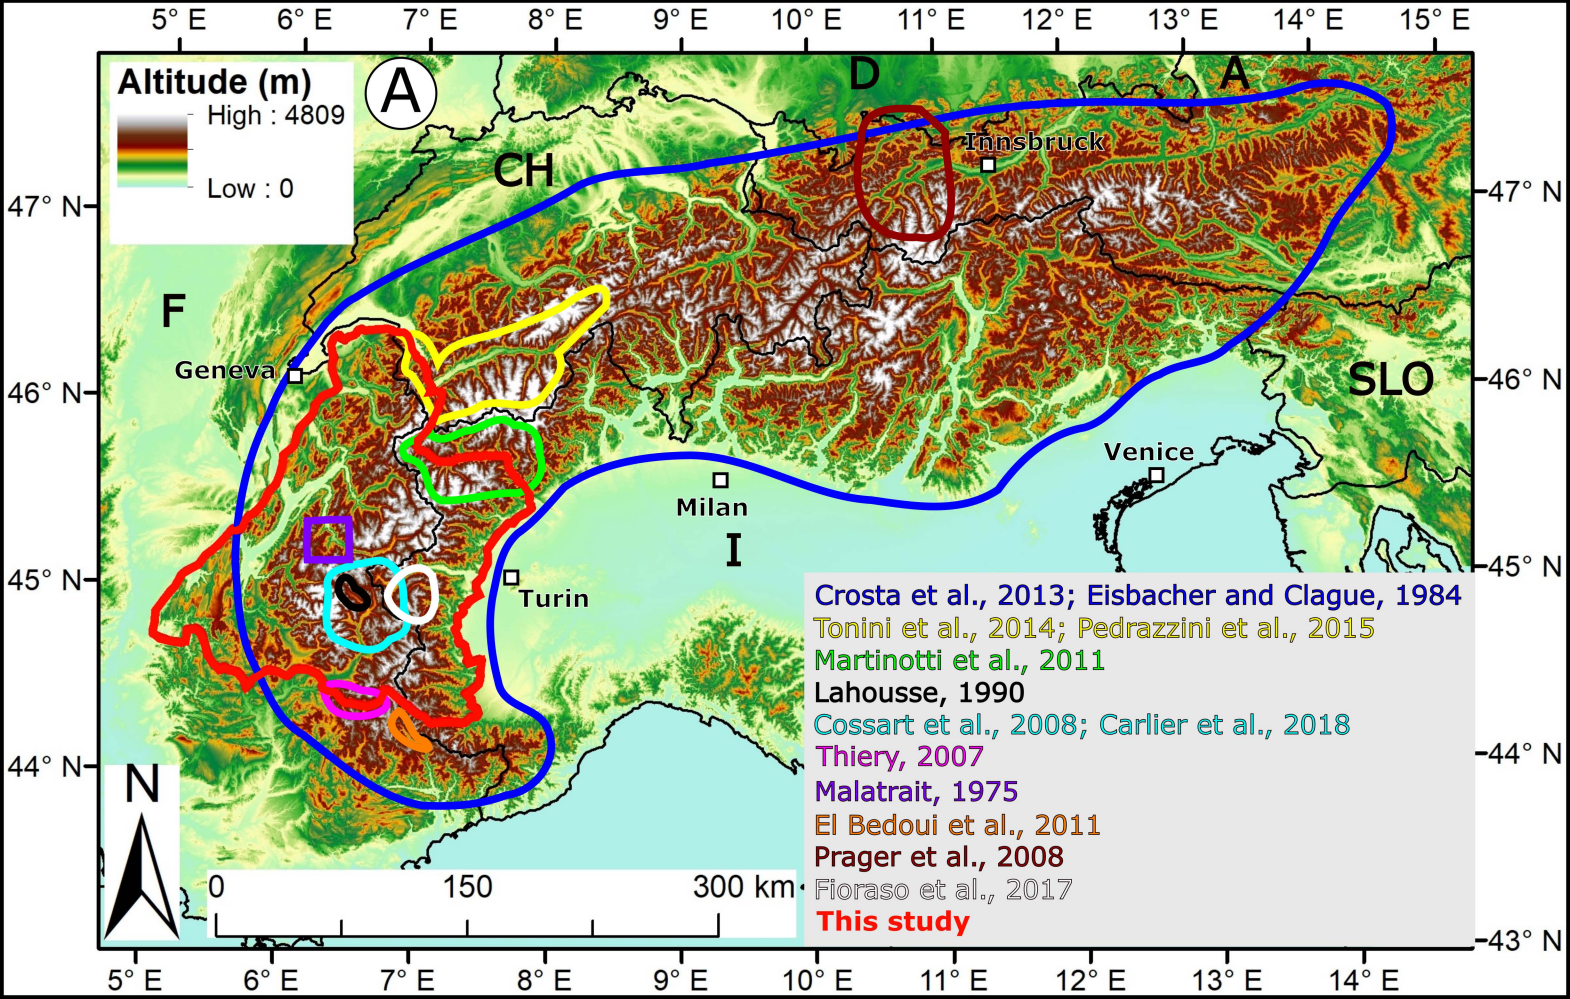 5° E 6° E 7° E 8° E 9° E 10° E 11° E 12° E 13° E 14° E 15° E
Altitude (m)
High : 4809
Low : 0
A
D
A
CH
Innsbruck
47° N
47° N
F
Geneva
46° N
46° N
SLO
Venice
Milan
I
45° N
45° N
Turin
Crosta et al., 2013; Eisbacher and Clague, 1984
Tonini et al., 2014; Pedrazzini et al., 2015
Martinotti et al., 2011
Lahousse, 1990
Cossart et al., 2008; Carlier et al., 2018
Thiery, 2007
Malatrait, 1975
El Bedoui et al., 2011
Prager et al., 2008
Fioraso et al., 2017
This study
44° N
44° N
N
0 150 300 km
43° N
5° E 6° E 7° E 8° E 9° E 10° E 11° E 12° E 13° E 14° E